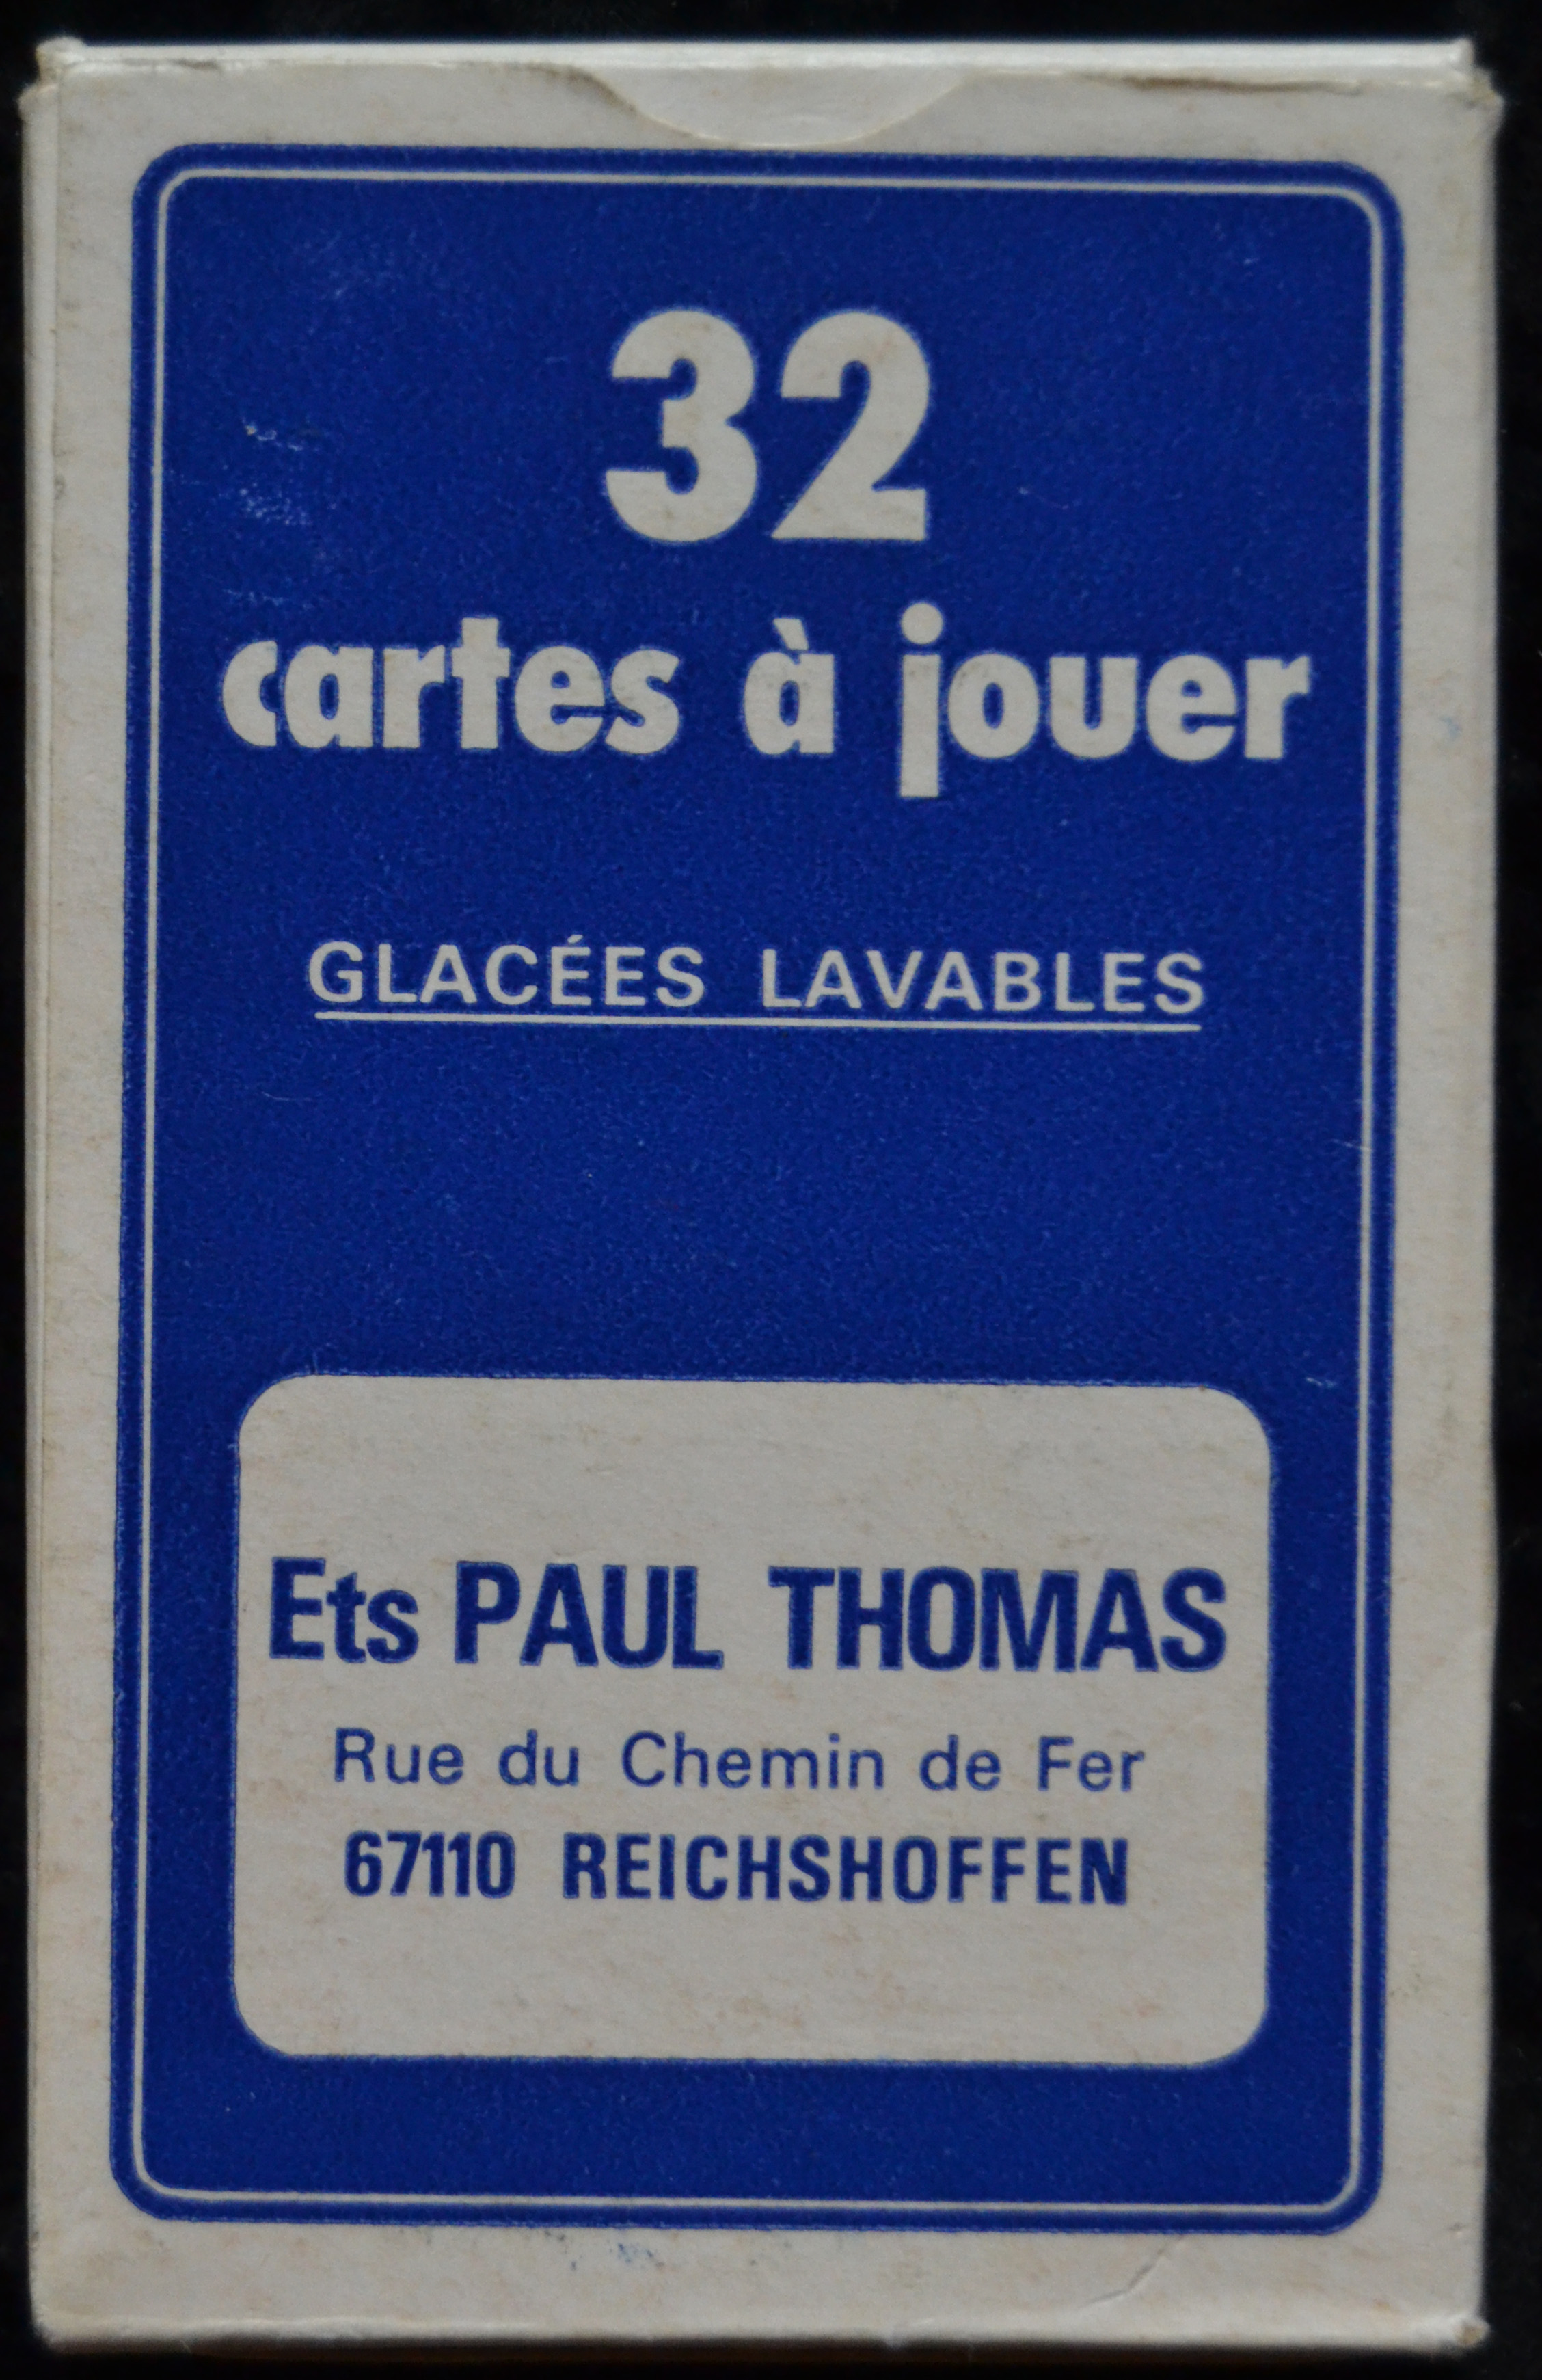 32
cartes à jouer
GLACÉES LAVABLES
Ets PAUL THOMAS
Rue du Chemin de Fer
67110 REICHSHOFFEN